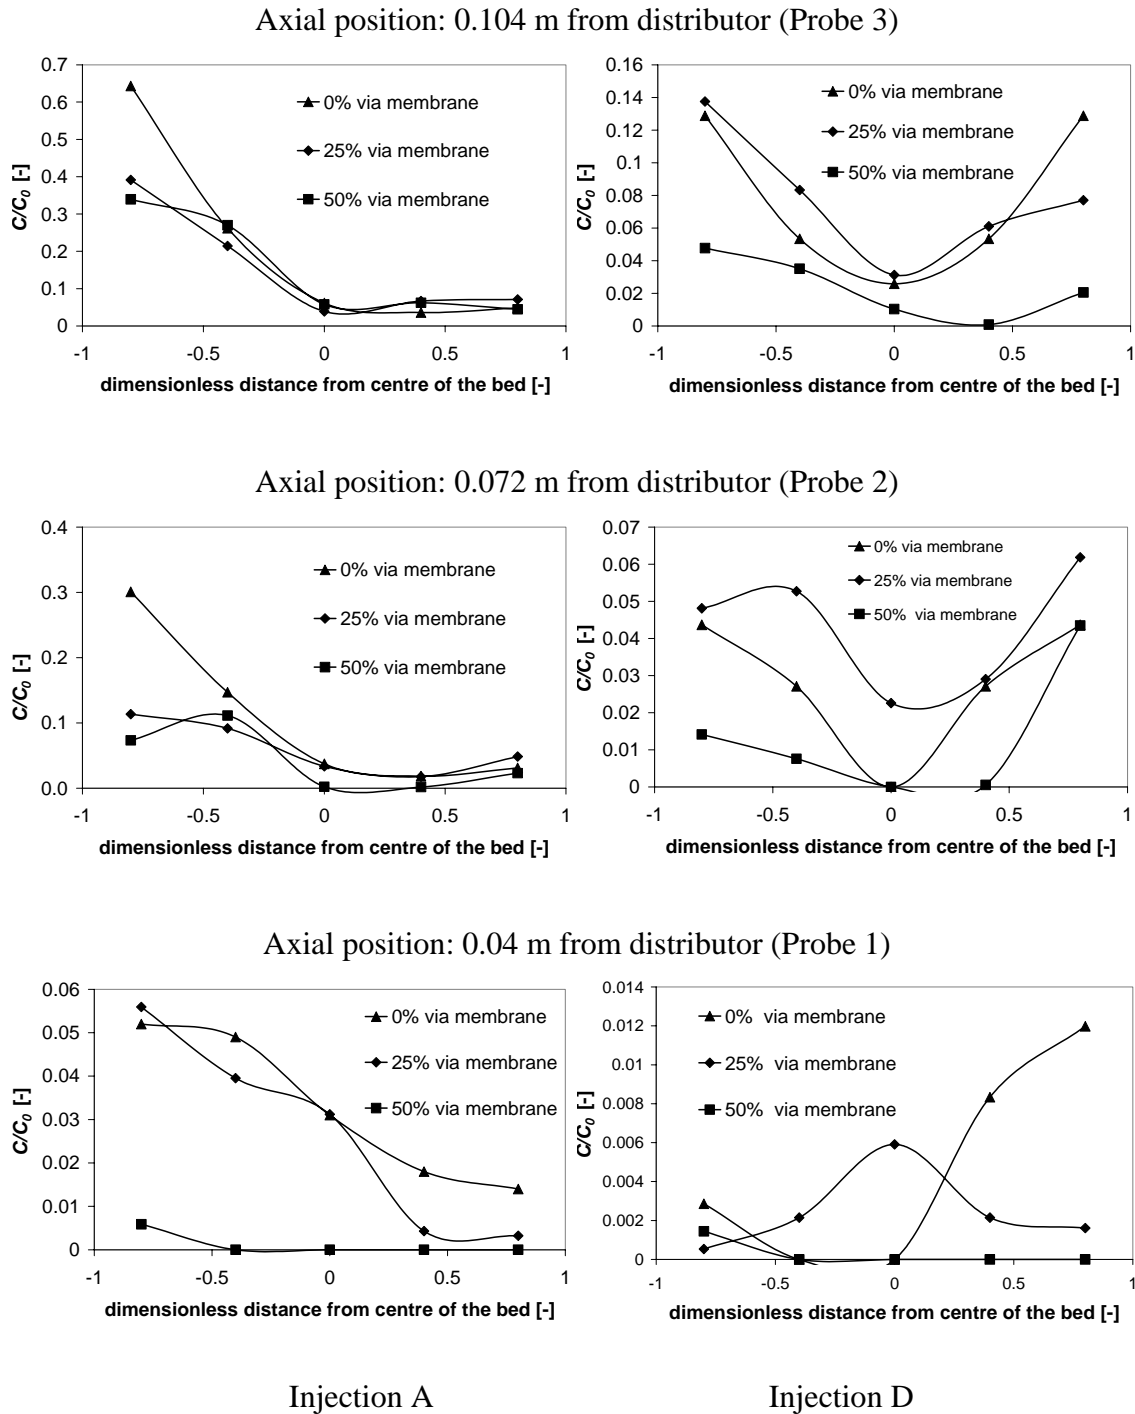 Axial position: 0.104 m from distributor (Probe 3)
0.7
0.6
0.5
0.4
0.3
0.2
0.1
0
-1
-0.5
0
0.5
1
C/C0 [-]
0% via membrane
25% via membrane
50% via membrane
dimensionless distance from centre of the bed [-]
0.16
0.14
0.12
0.1
0.08
0.06
0.04
0.02
0
-1
-0.5
0
0.5
1
C/C0 [-]
0% via membrane
25% via membrane
50% via membrane
dimensionless distance from centre of the bed [-]
Axial position: 0.072 m from distributor (Probe 2)
0.4
0.3
0.2
0.1
0.0
-1
-0.5
0
0.5
1
C/C0 [-]
0% via membrane
25% via membrane
50% via membrane
dimensionless distance from centre of the bed [-]
0.07
0.06
0.05
0.04
0.03
0.02
0.01
0
-1
-0.5
0
0.5
1
C/C0 [-]
0% via membrane
25% via membrane
50% via membrane
dimensionless distance from centre of the bed [-]
Axial position: 0.04 m from distributor (Probe 1)
0.06
0.05
0.04
0.03
0.02
0.01
0
-1
-0.5
0
0.5
1
C/C0 [-]
0% via membrane
25% via membrane
50% via membrane
dimensionless distance from centre of the bed [-]
0.014
0.012
0.01
0.008
0.006
0.004
0.002
0
-1
-0.5
0
0.5
1
C/C0 [-]
0% via membrane
25% via membrane
50% via membrane
dimensionless distance from centre of the bed [-]
Injection A
Injection D